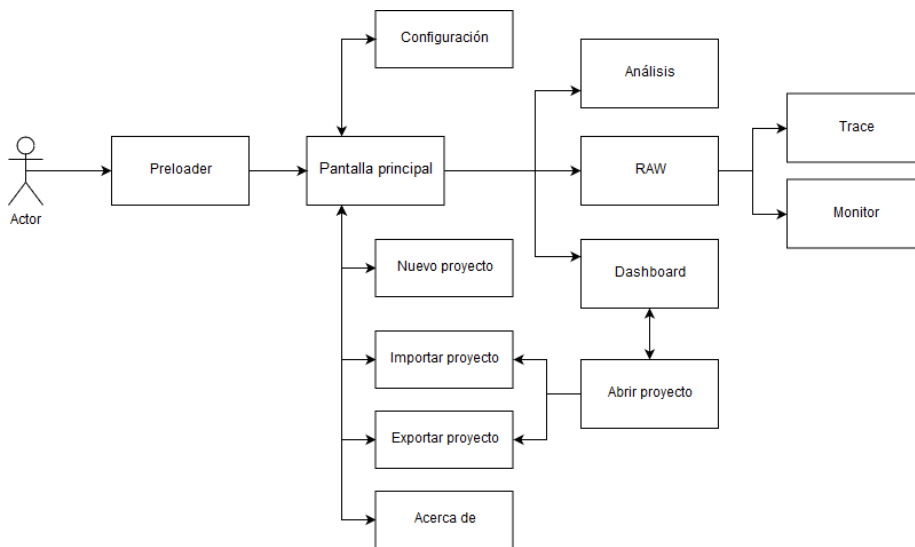 Configuración
Análisis
Trace
Preloader
Pantalla principal
RAW
Actor
Monitor
Nuevo proyecto
Dashboard
Importar proyecto
Abrir proyecto
Exportar proyecto
Acerca de